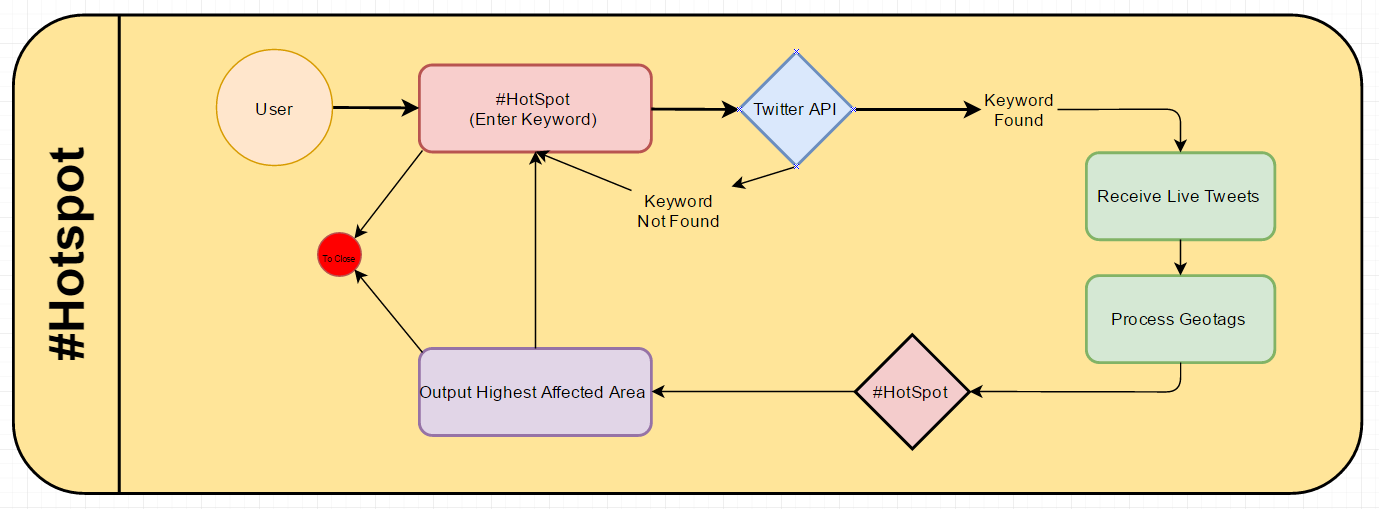 #Hotspot
User
#HotSpot
(Enter Keyword)
Twitter API
Keyword
Found
Keyword
Not Found
Receive Live Tweets
To Close
Process Geotags
#HotSpot
Output Highest Affected Area